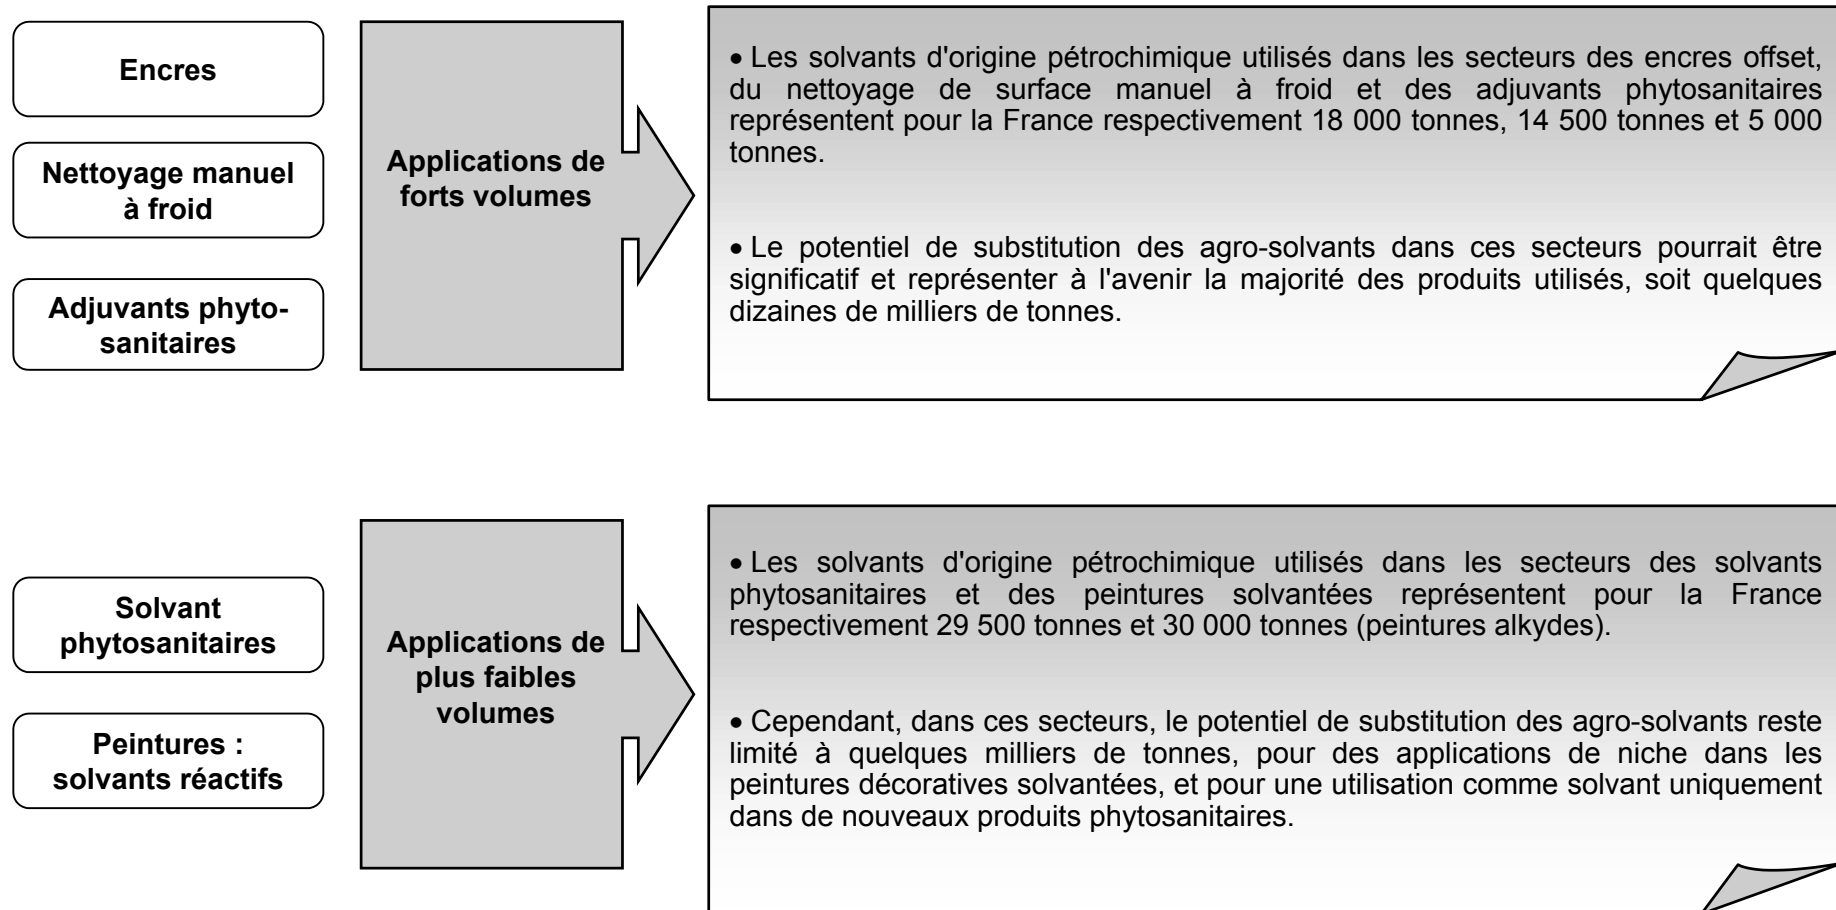 Encres
Nettoyage manuel
à froid
Adjuvants phyto-
sanitaires
Applications de
forts volumes
• Les solvants d'origine pétrochimique utilisés dans les secteurs des encres offset,
du nettoyage de surface manuel à froid et des adjuvants phytosanitaires
représentent pour la France respectivement 18 000 tonnes, 14 500 tonnes et 5 000
tonnes.
• Le potentiel de substitution des agro-solvants dans ces secteurs pourrait être
significatif et représenter à l'avenir la majorité des produits utilisés, soit quelques
dizaines de milliers de tonnes.
Solvant
phytosanitaires
Peintures :
solvants réactifs
Applications de
plus faibles
volumes
• Les solvants d'origine pétrochimique utilisés dans les secteurs des solvants
phytosanitaires et des peintures solvantées représentent pour la France
respectivement 29 500 tonnes et 30 000 tonnes (peintures alkydes).
• Cependant, dans ces secteurs, le potentiel de substitution des agro-solvants reste
limité à quelques milliers de tonnes, pour des applications de niche dans les
peintures décoratives solvantées, et pour une utilisation comme solvant uniquement
dans de nouveaux produits phytosanitaires.